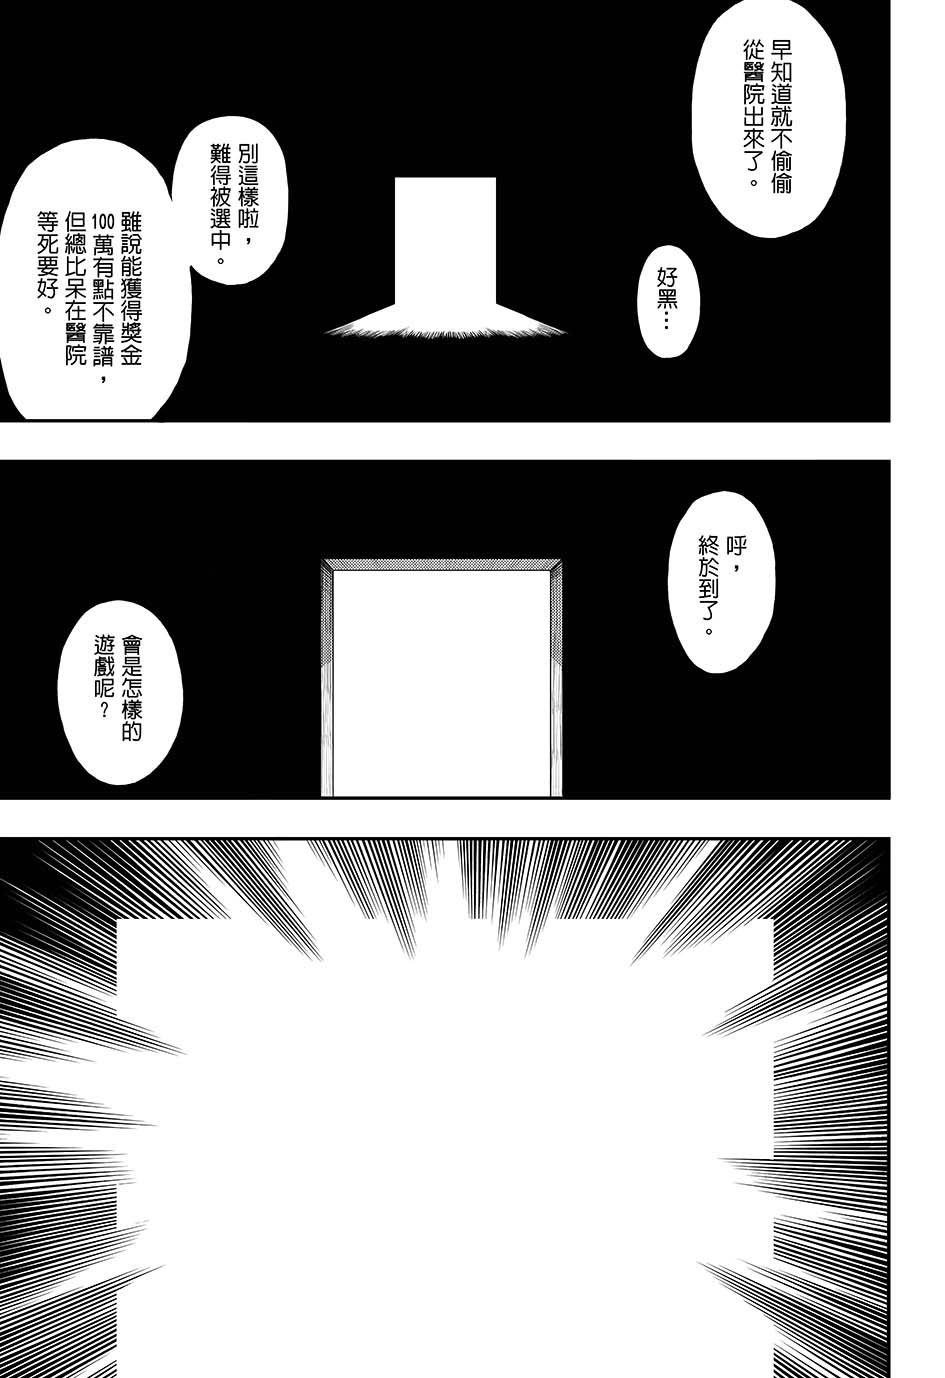 早知道就不偷偷
從醫院出來了。
好黑…
別這樣啦，
難得被選中。
雖說能獲得獎金
100萬有點不靠譜，
但總比呆在醫院
等死要好。
呼，
終於到了。
會是怎樣的
遊戲呢？